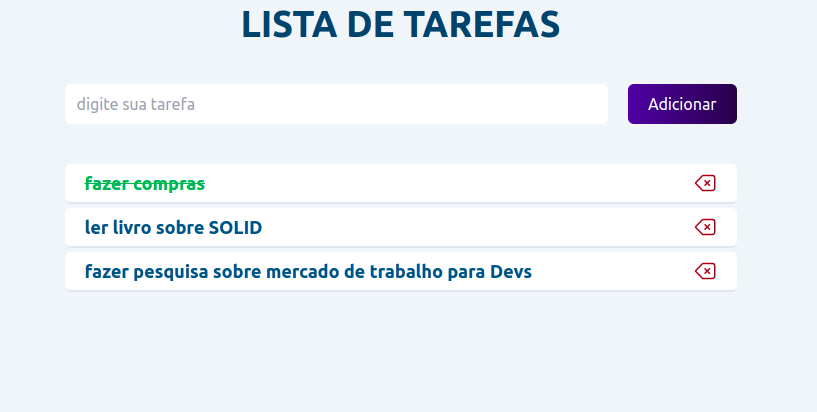 LISTA DE TAREFAS
digite sua tarefa
Adicionar
fazer compras
ler livro sobre SOLID
fazer pesquisa sobre mercado de trabalho para Devs